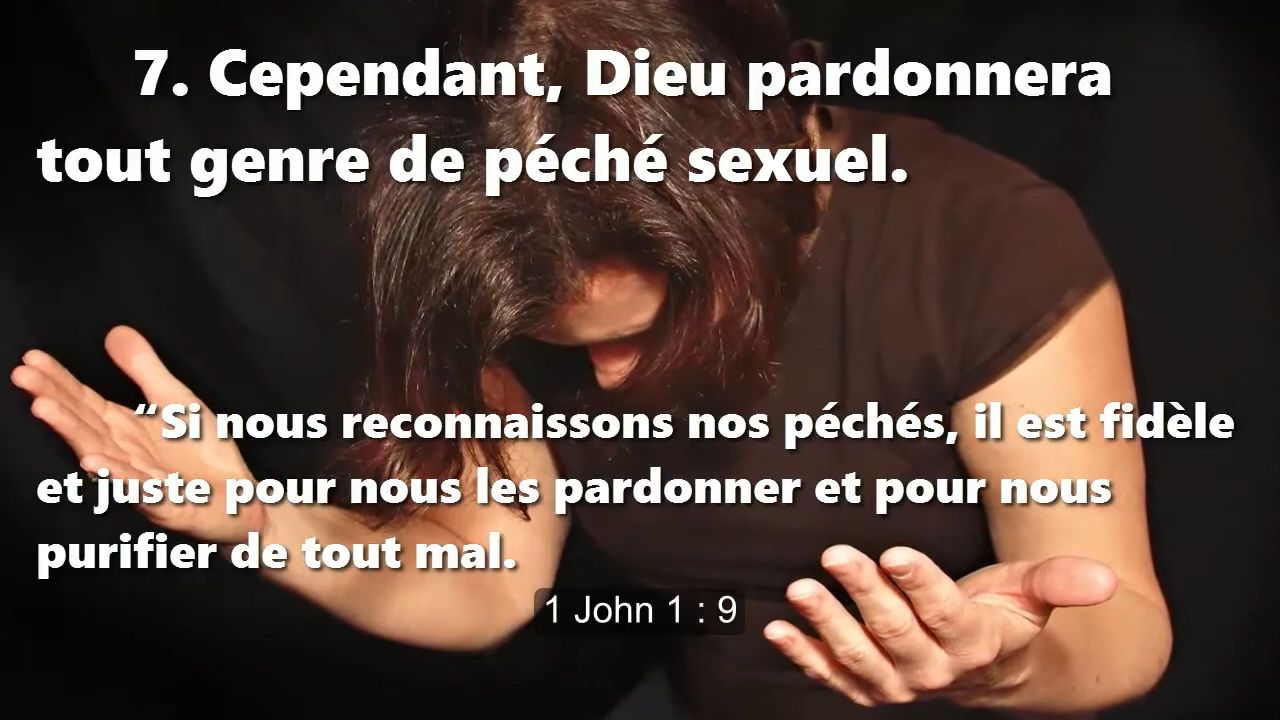 7. Cependant, Dieu pardonnera
tout genre de péché sexuel.
“Si nous reconnaissons nos péchés, il est fidèle
et juste pour nous les pardonner et pour nous
purifier de tout mal.
1 John 1 : 9